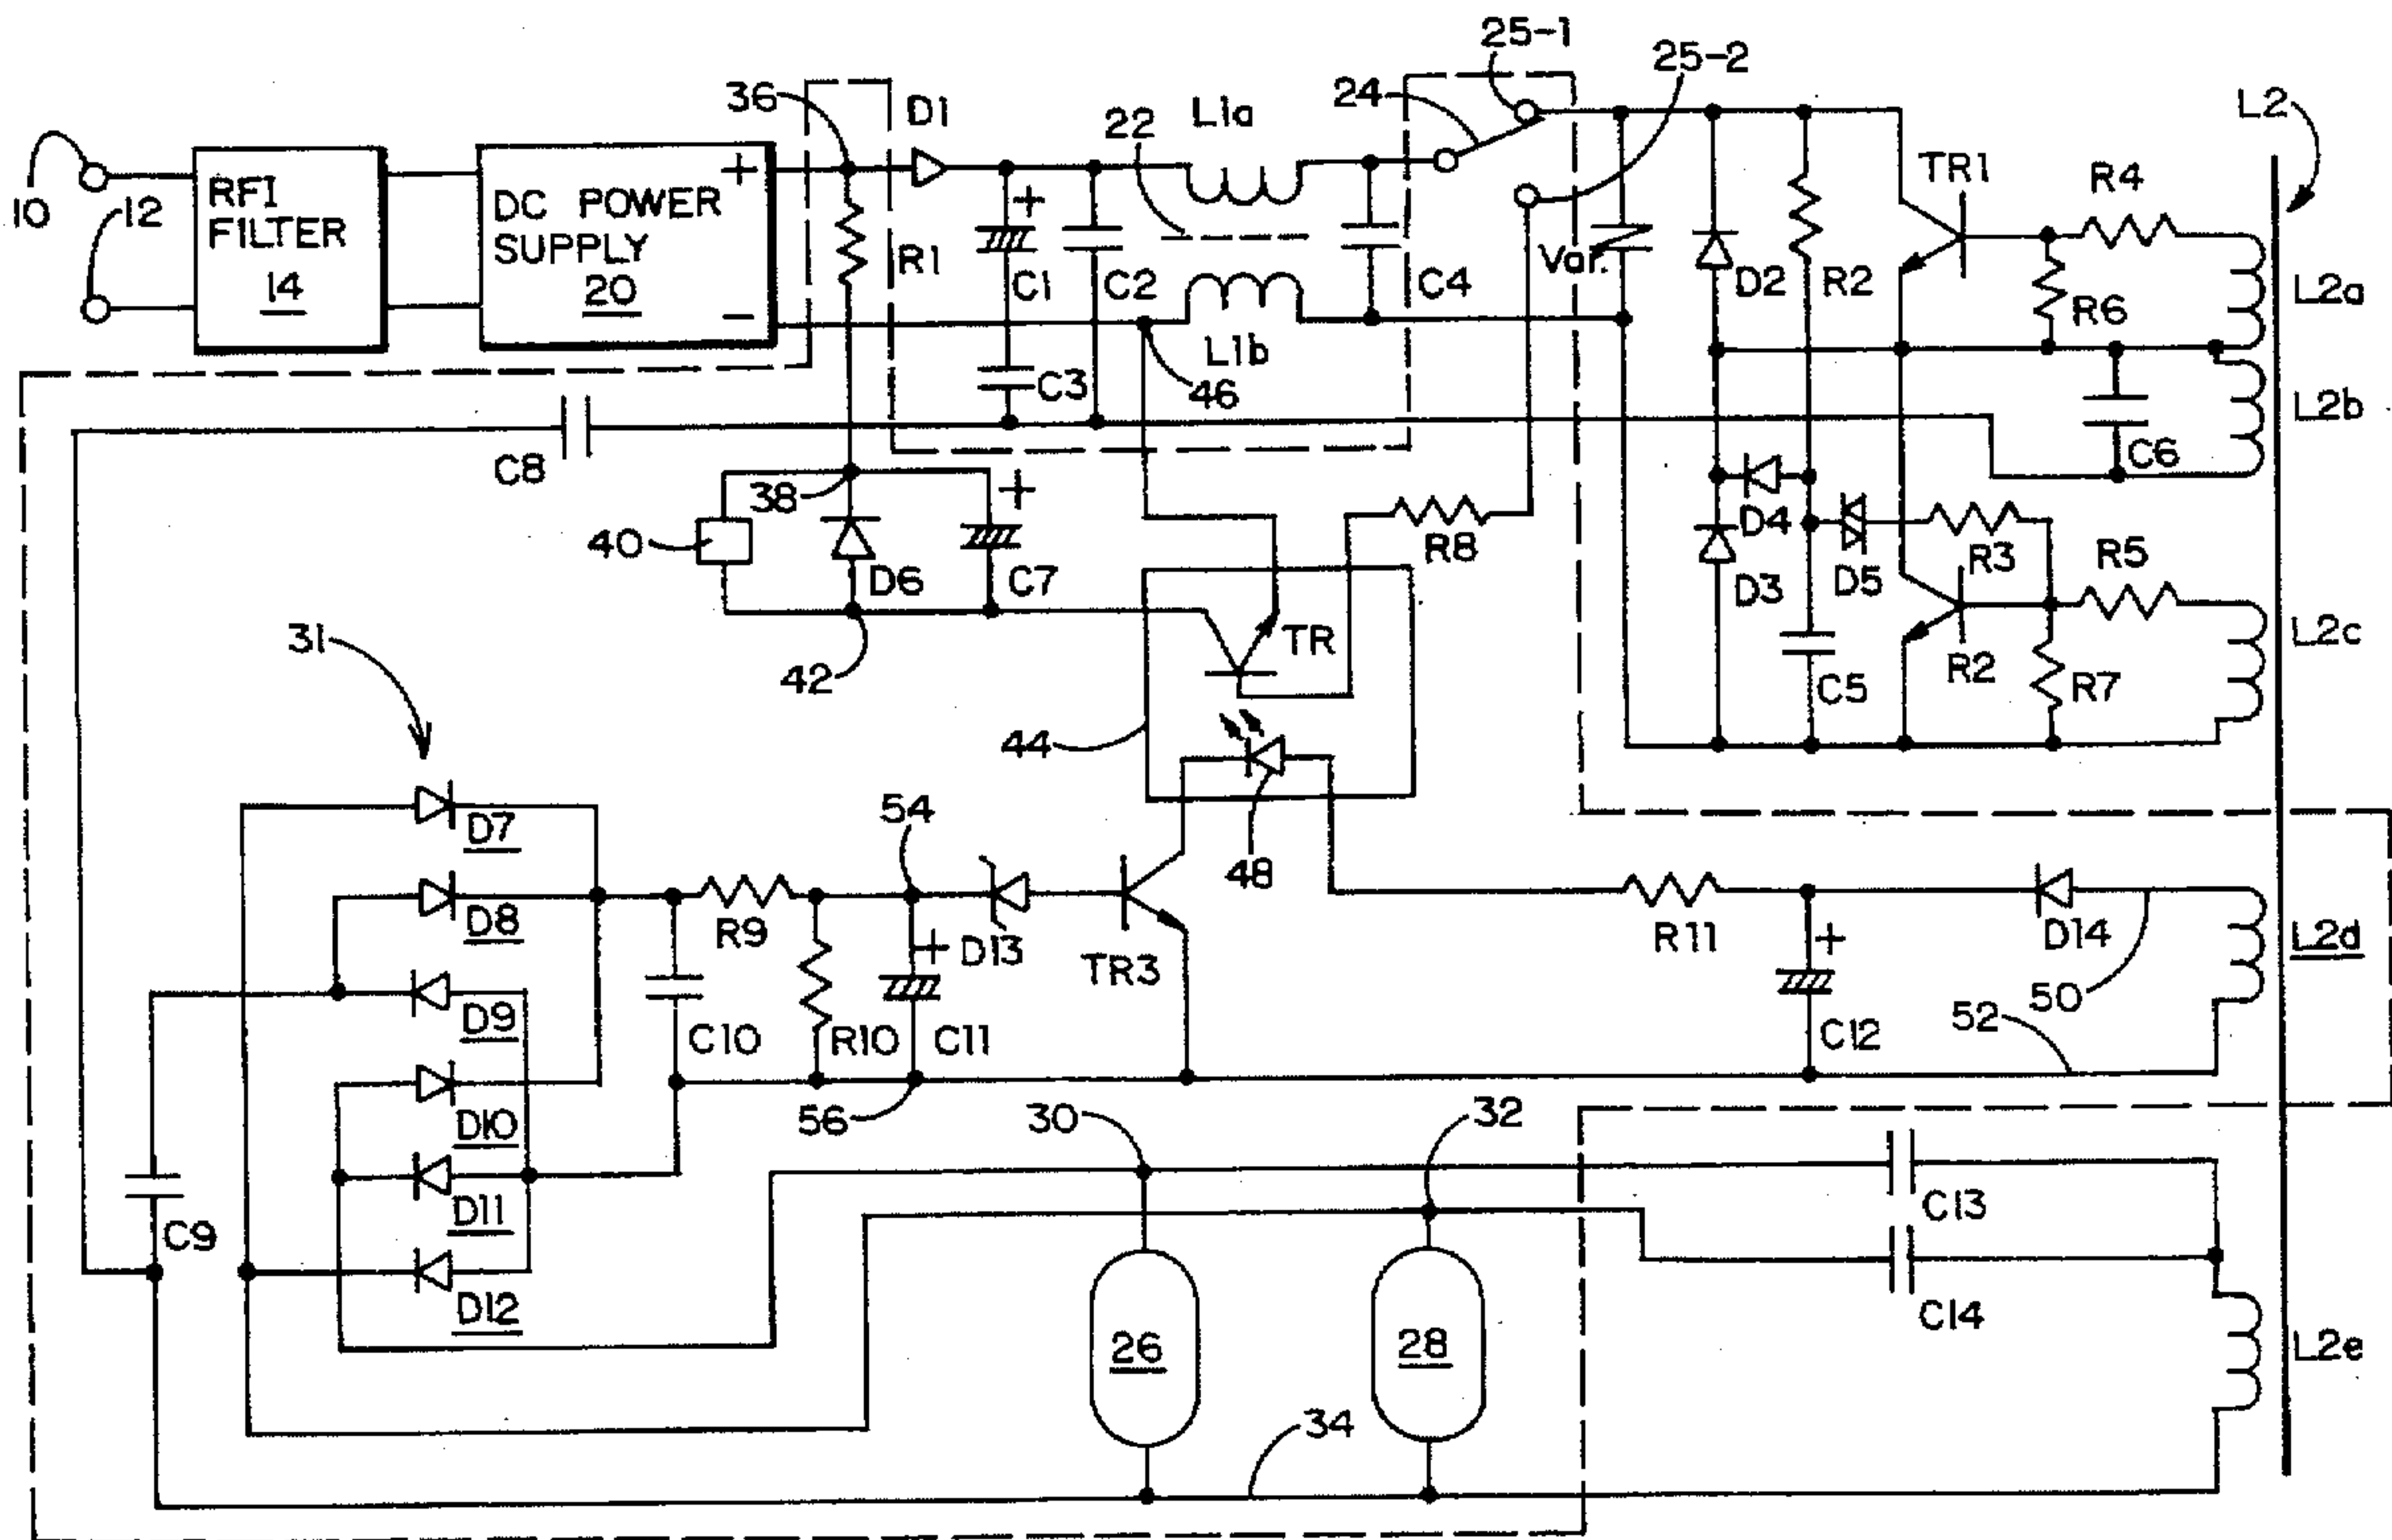 25-1
25-2
36
D1
22
L1a
24
L2
10
12
RFI
FILTER
14
DC POWER
SUPPLY
20
+
−
R1
+
C1
C2
C4
Var.
D2
R2
TR1
R4
R6
L2a
L1b
C3
46
L2b
C8
C6
38
+
40
D6
C7
R8
D4
D5
R3
R5
D3
31
42
TR
C5
R2
R7
L2c
44
54
48
D7
D8
R9
+
D13
TR3
R11
+
D14
L2d
50
D9
C10
R10
C11
C12
52
D10
56
30
32
D11
C9
C13
D12
C14
26
28
L2e
34